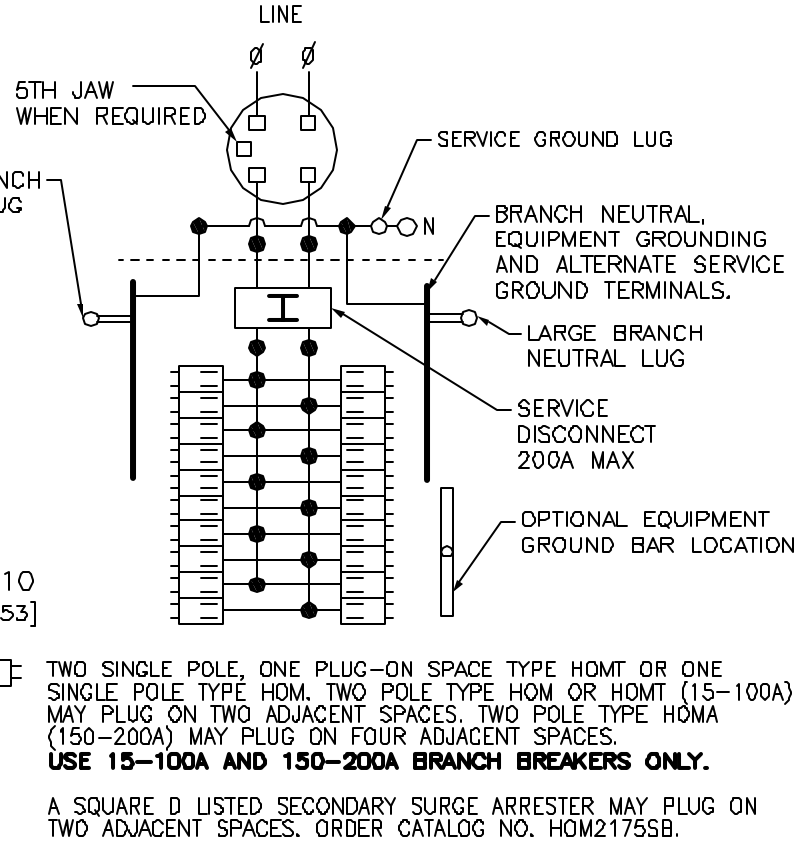 LINE
Ø Ø
5TH JAW
WHEN REQUIRED
SERVICE GROUND LUG
N
BRANCH NEUTRAL,
EQUIPMENT GROUNDING
AND ALTERNATE SERVICE
GROUND TERMINALS.
LARGE BRANCH
NEUTRAL LUG
SERVICE
DISCONNECT
200A MAX
OPTIONAL EQUIPMENT
GROUND BAR LOCATION
10
53]
TWO SINGLE POLE, ONE PLUG-ON SPACE TYPE HOMT OR ONE
SINGLE POLE TYPE HOM. TWO POLE TYPE HOM OR HOMT (15-100A)
MAY PLUG ON TWO ADJACENT SPACES. TWO POLE TYPE HOMA
(150-200A) MAY PLUG ON FOUR ADJACENT SPACES.
USE 15-100A AND 150-200A BRANCH BREAKERS ONLY.
A SQUARE D LISTED SECONDARY SURGE ARRESTER MAY PLUG ON
TWO ADJACENT SPACES. ORDER CATALOG NO. HOM2175SB.